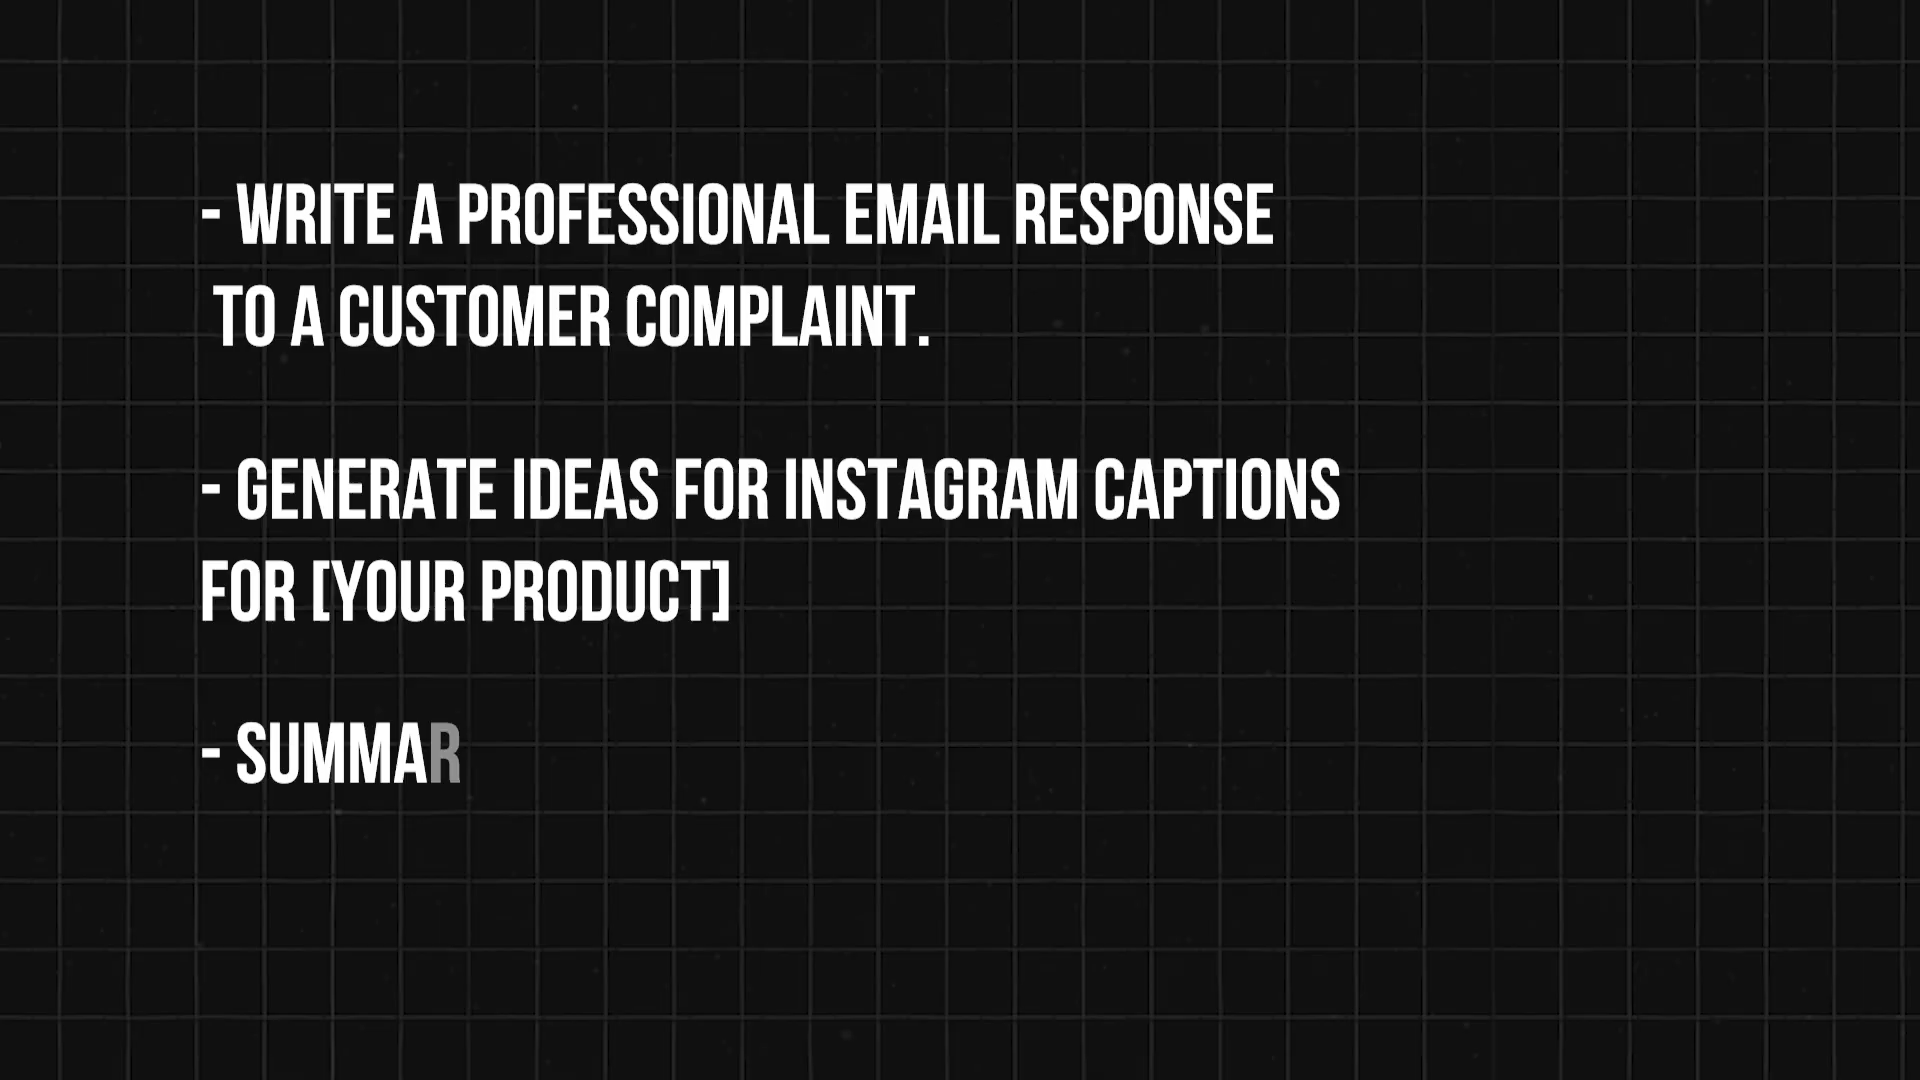 - WRITE A PROFESSIONAL EMAIL RESPONSE
TO A CUSTOMER COMPLAINT.
- GENERATE IDEAS FOR INSTAGRAM CAPTIONS
FOR [YOUR PRODUCT]
- SUMMAR